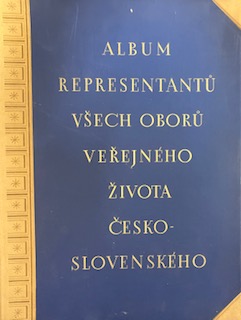 ALBUM
REPRESENTANTŮ
VŠECH OBORŮ
VEŘEJNÉHO
ŽIVOTA
ČESKO-
SLOVENSKÉHO